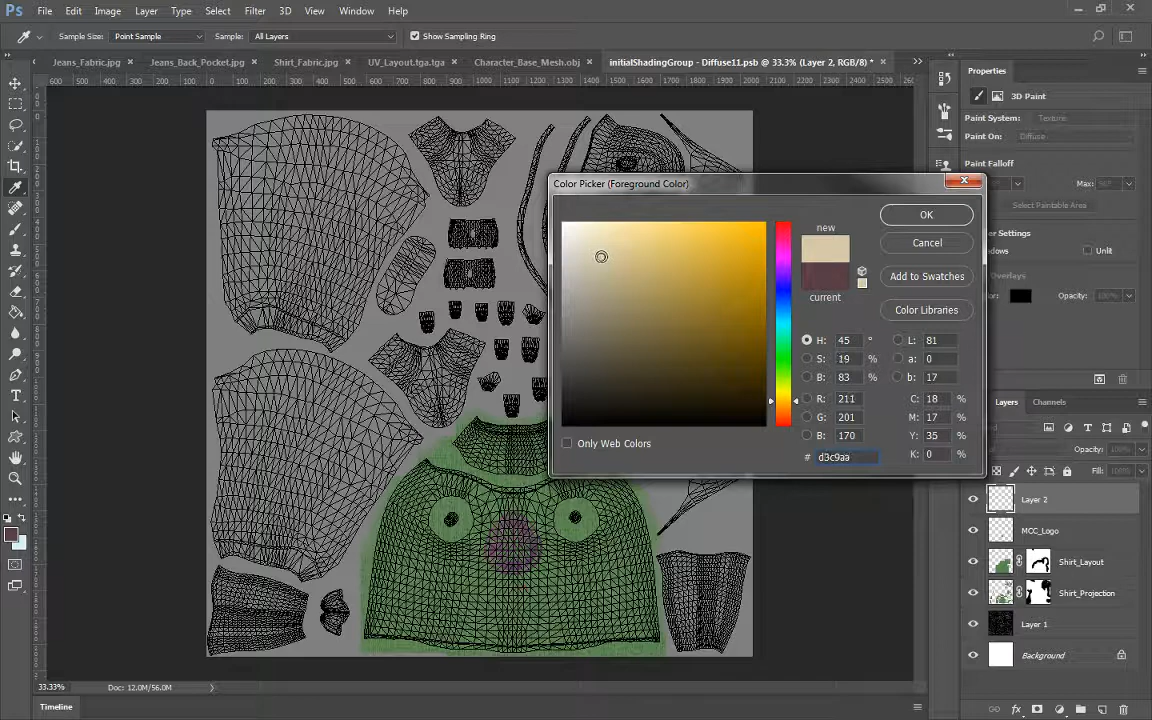 Ps File Edit Image Layer Type Select Filter 3D View Window Help
Sample Size: Point Sample Sample: All Layers Show Sampling Ring
Jeans_Fabric.jpg × Jeans_Back_Pocket.jpg × Shirt_Fabric.jpg × UV_Layout.tga.tga × Character_Base_Mesh.obj × initialShadingGroup - Diffuse11.psb @ 33.3% (Layer 2, RGB/8) * ×
Properties
3D Paint
Paint System: Texture
Paint On: Diffuse
Paint Falloff
Max:
Select Paintable Area
Unlit
Opacity: 100%
Color Picker (Foreground Color)
new
current
OK
Cancel
Add to Swatches
Color Libraries
H: 45 °
S: 19 %
B: 83 %
R: 211
G: 201
B: 170
# d3c9aa
L: 81
a: 0
b: 17
C: 18 %
M: 17 %
Y: 35 %
K: 0 %
Only Web Colors
Layers Channels
Opacity: 100%
Fill: 100%
Layer 2
MCC_Logo
Shirt_Layout
Shirt_Projection
Layer 1
Background
33.33% Doc: 12.0M/56.0M
Timeline